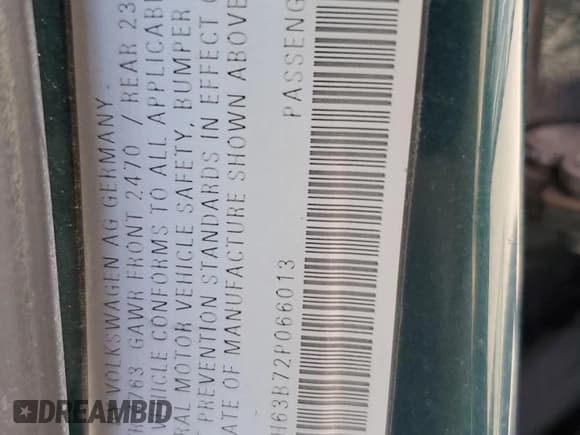 VOLKSWAGEN AG GERMANY
63 GAWR FRONT 2470 / REAR 23
VEHICLE CONFORMS TO ALL APPLICAB
RAL MOTOR VEHICLE SAFETY, BUMPER
PREVENTION STANDARDS IN EFFECT
ATE OF MANUFACTURE SHOWN ABOVE
63B72P066013 PASSENG
DREAMBID